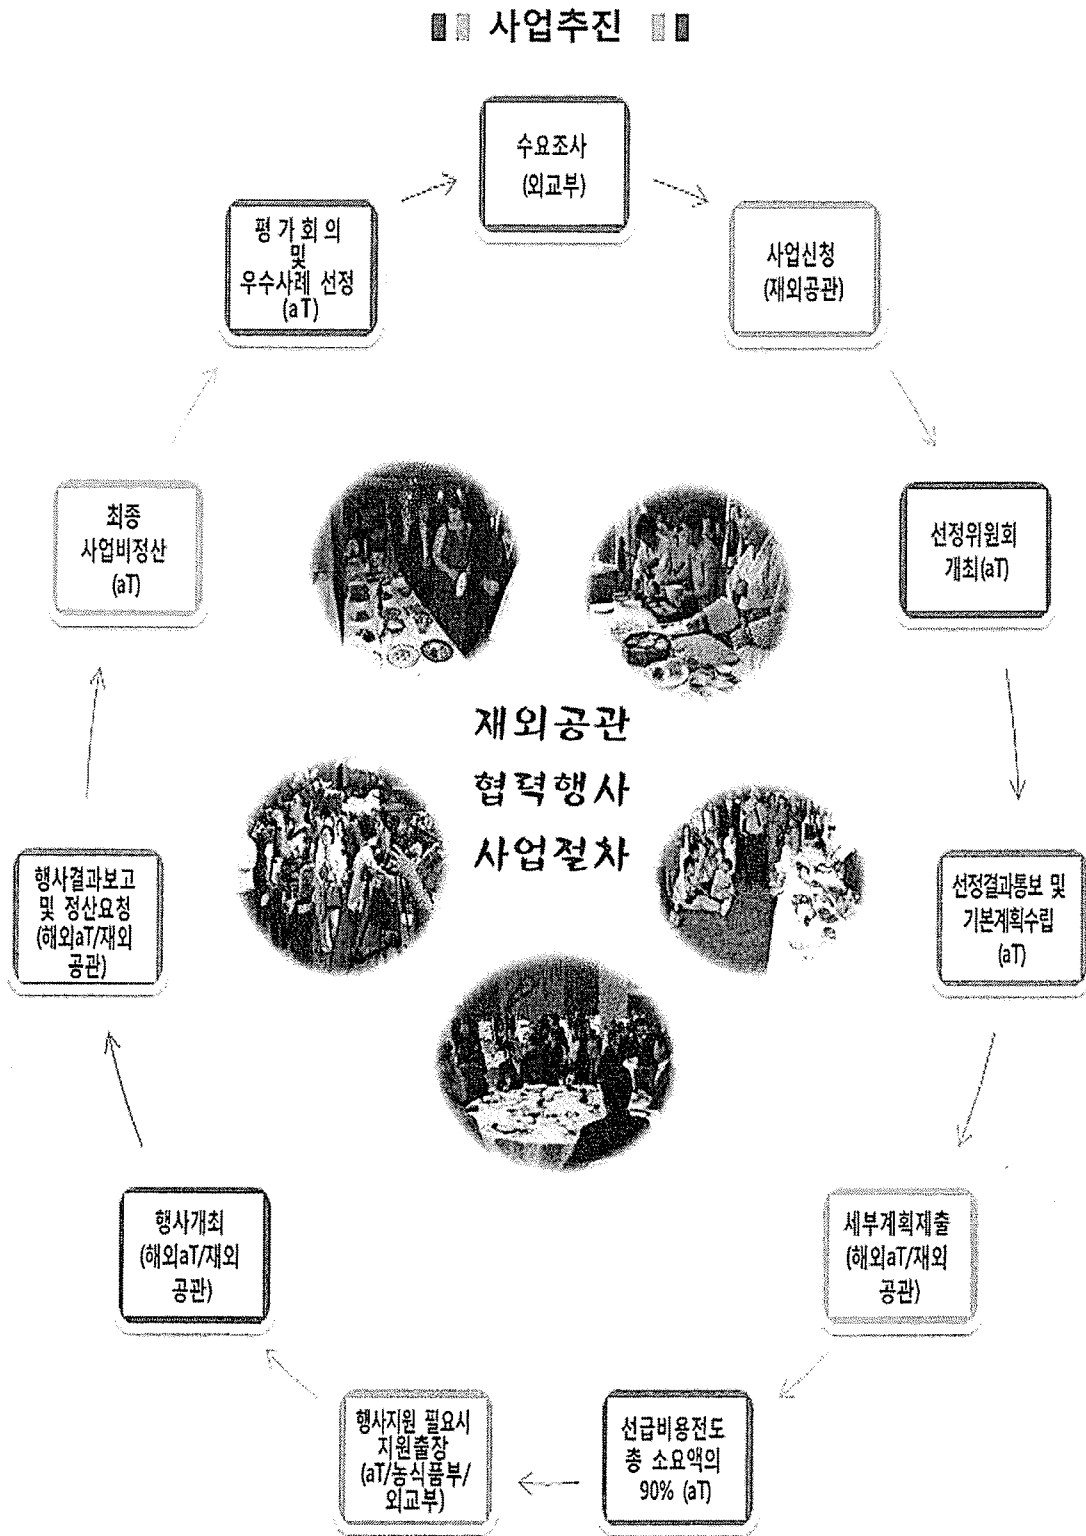 사업추진
수요조사
(외교부)
사업신청
(재외공관)
선정위원회
개최(aT)
선정결과통보 및
기본계획수립
(aT)
세부계획제출
(해외aT/재외
공관)
선급비용전도
총 소요액의
90% (aT)
행사지원 필요시
지원출장
(aT/농식품부/
외교부)
행사개최
(해외aT/재외
공관)
행사결과보고
및 정산요청
(해외aT/재외
공관)
최종
사업비정산
(aT)
평가회의
및
우수사례 선정
(aT)
재외공관
협력행사
사업절차